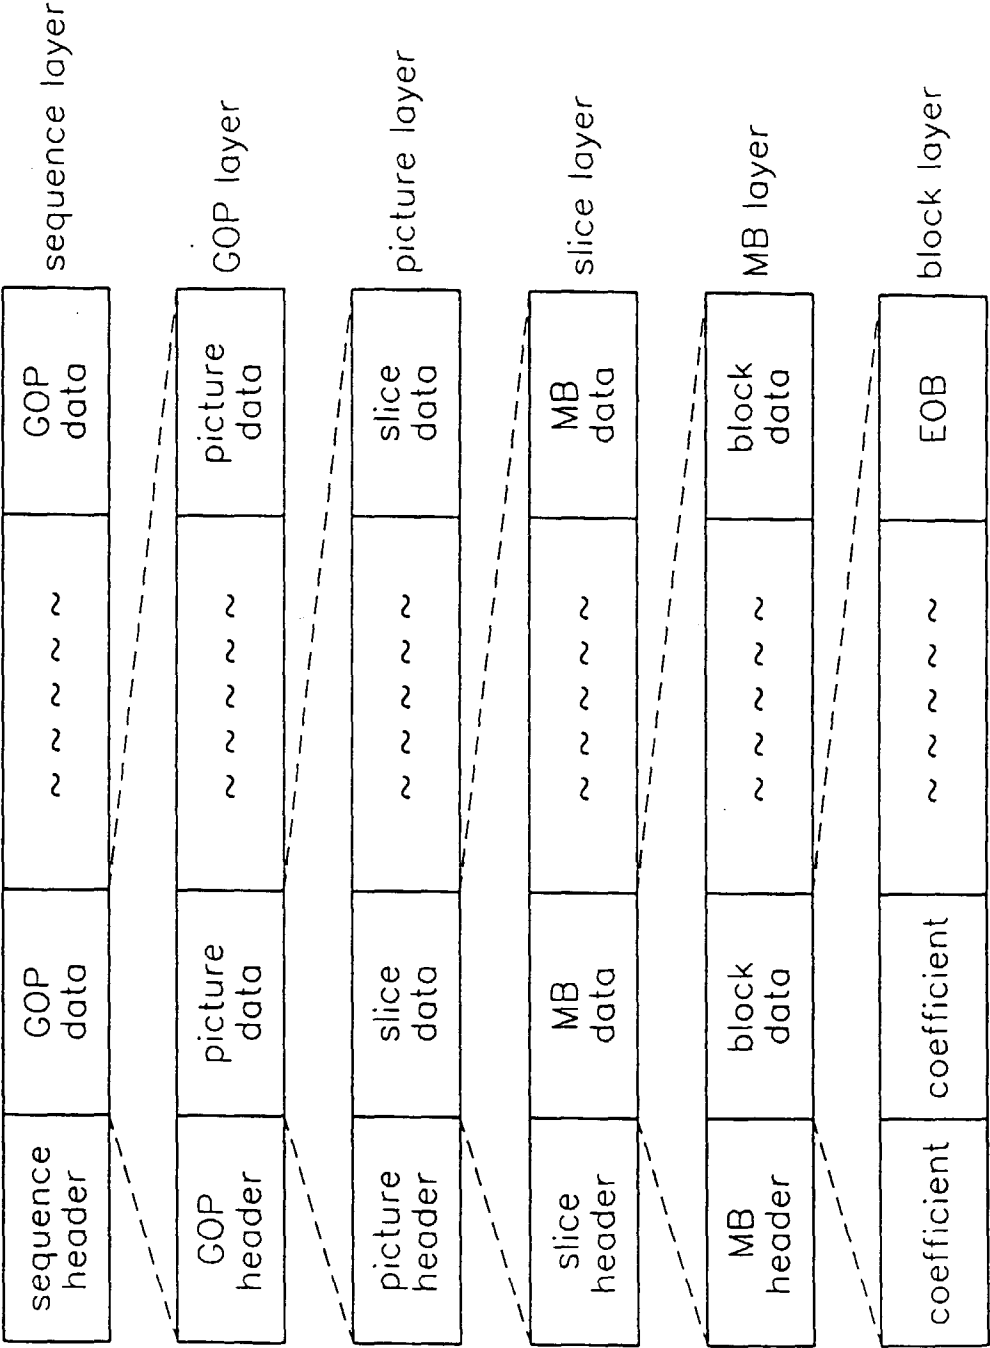 sequence
header
GOP
data
~ ~ ~ ~ ~
GOP
data
sequence layer
GOP
header
picture
data
~ ~ ~ ~ ~
picture
data
GOP layer
picture
header
slice
data
~ ~ ~ ~ ~
slice
data
picture layer
slice
header
MB
data
~ ~ ~ ~ ~
MB
data
slice layer
MB
header
block
data
~ ~ ~ ~ ~
block
data
MB layer
coefficient
coefficient
~ ~ ~ ~ ~
EOB
block layer